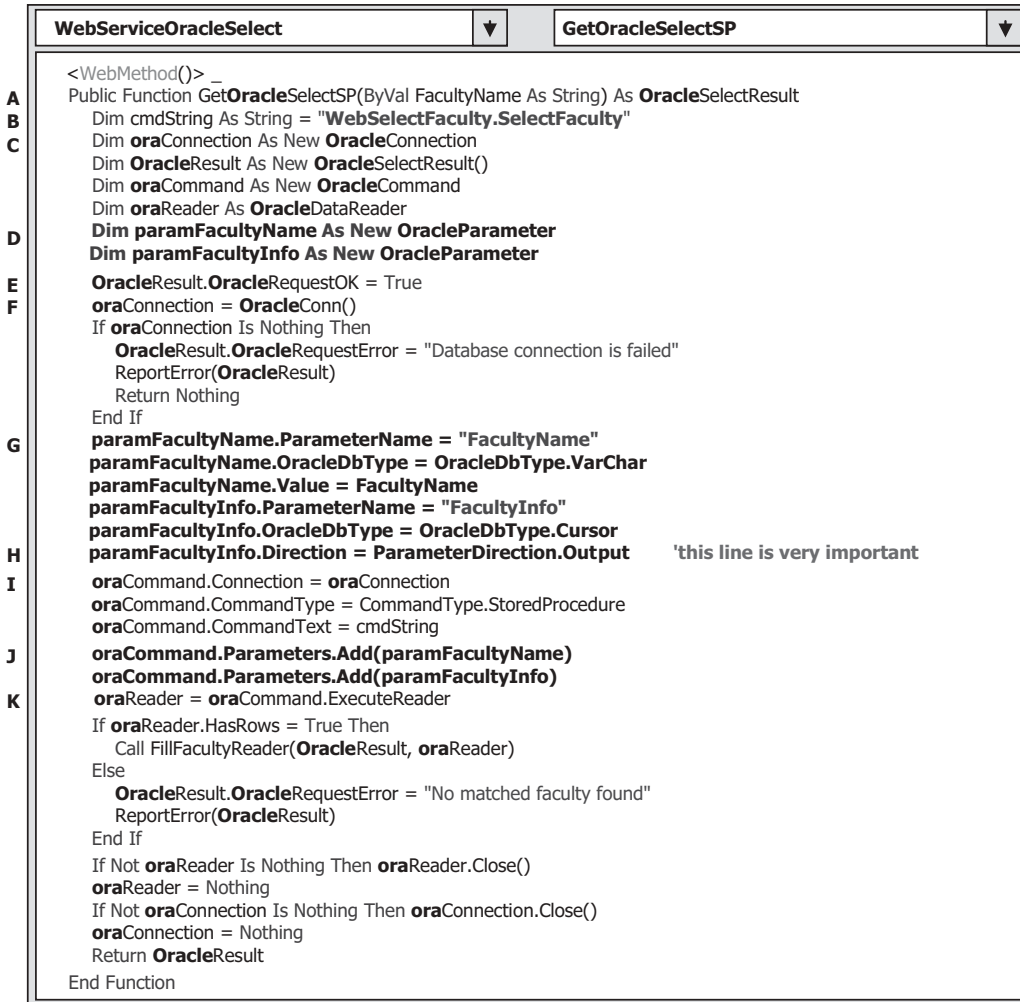 WebServiceOracleSelect GetOracleSelectSP
<WebMethod()> _
A Public Function GetOracleSelectSP(ByVal FacultyName As String) As OracleSelectResult
B Dim cmdString As String = "WebSelectFaculty.SelectFaculty"
C Dim oraConnection As New OracleConnection
Dim OracleResult As New OracleSelectResult()
Dim oraCommand As New OracleCommand
Dim oraReader As OracleDataReader
D Dim paramFacultyName As New OracleParameter
Dim paramFacultyInfo As New OracleParameter
E OracleResult.OracleRequestOK = True
F oraConnection = OracleConn()
If oraConnection Is Nothing Then
OracleResult.OracleRequestError = "Database connection is failed"
ReportError(OracleResult)
Return Nothing
End If
G paramFacultyName.ParameterName = "FacultyName"
paramFacultyName.OracleDbType = OracleDbType.VarChar
paramFacultyName.Value = FacultyName
paramFacultyInfo.ParameterName = "FacultyInfo"
paramFacultyInfo.OracleDbType = OracleDbType.Cursor
H paramFacultyInfo.Direction = ParameterDirection.Output 'this line is very important
I oraCommand.Connection = oraConnection
oraCommand.CommandType = CommandType.StoredProcedure
oraCommand.CommandText = cmdString
J oraCommand.Parameters.Add(paramFacultyName)
oraCommand.Parameters.Add(paramFacultyInfo)
K oraReader = oraCommand.ExecuteReader
If oraReader.HasRows = True Then
Call FillFacultyReader(OracleResult, oraReader)
Else
OracleResult.OracleRequestError = "No matched faculty found"
ReportError(OracleResult)
End If
If Not oraReader Is Nothing Then oraReader.Close()
oraReader = Nothing
If Not oraConnection Is Nothing Then oraConnection.Close()
oraConnection = Nothing
Return OracleResult
End Function